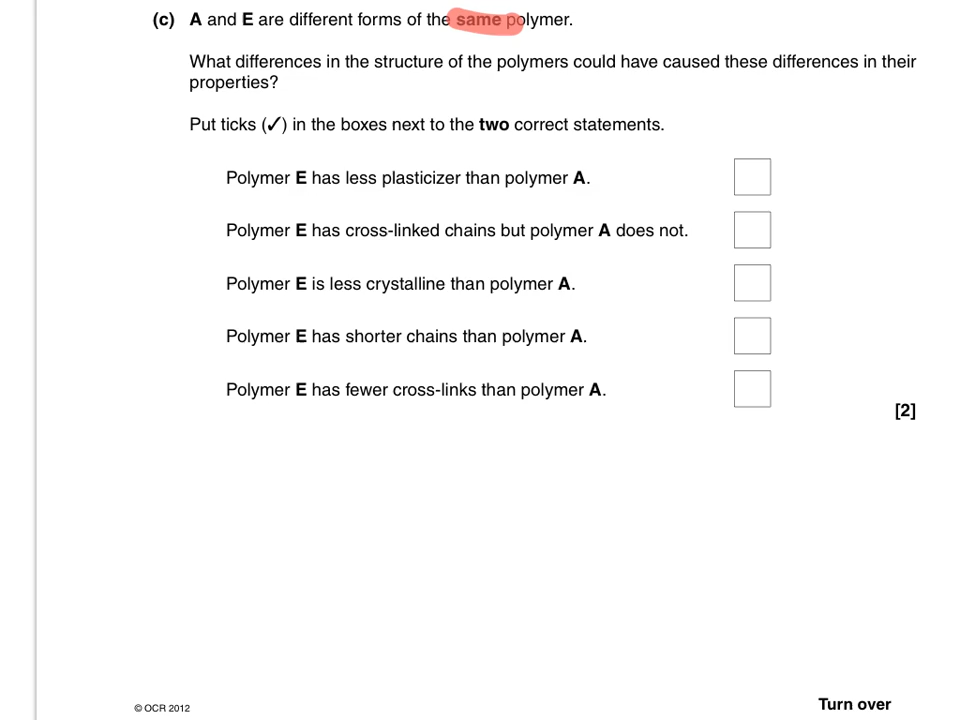 (c) A and E are different forms of the same polymer.
What differences in the structure of the polymers could have caused these differences in their
properties?
Put ticks (✓) in the boxes next to the two correct statements.
Polymer E has less plasticizer than polymer A.
Polymer E has cross-linked chains but polymer A does not.
Polymer E is less crystalline than polymer A.
Polymer E has shorter chains than polymer A.
Polymer E has fewer cross-links than polymer A.
[2]
© OCR 2012
Turn over